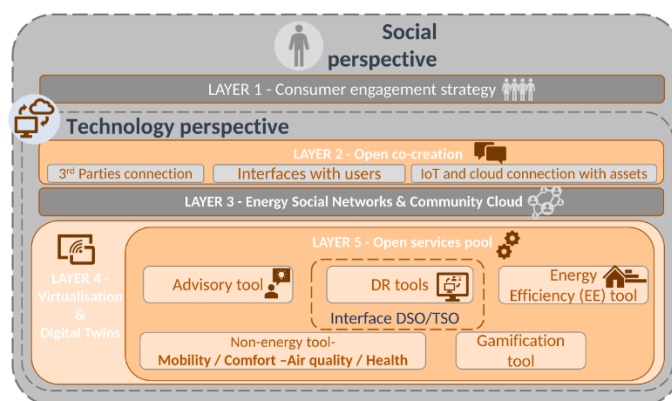 Social
perspective
LAYER 1 - Consumer engagement strategy
Technology perspective
LAYER 2 - Open co-creation
3rd Parties connection
Interfaces with users
IoT and cloud connection with assets
LAYER 3 - Energy Social Networks & Community Cloud
LAYER 4 -
Virtualisation
&
Digital Twins
LAYER 5 - Open services pool
Advisory tool
DR tools
Interface DSO/TSO
Energy
Efficiency (EE) tool
Non-energy tool-
Mobility / Comfort –Air quality / Health
Gamification
tool